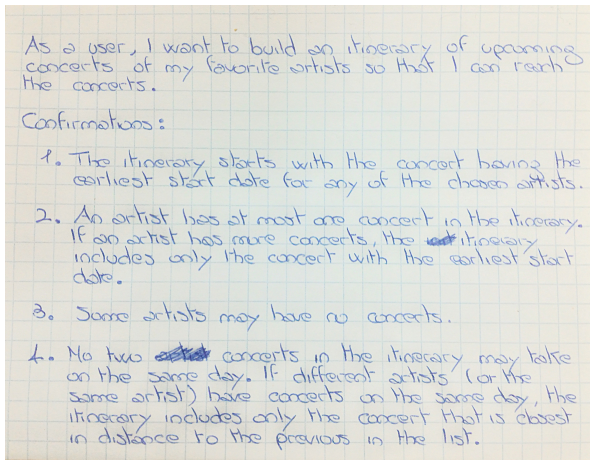 As a user, I want to build an itinerary of upcoming
concerts of my favorite artists so that I can reach
the concerts.
Confirmations:
1. The itinerary starts with the concert having the
earliest start date for any of the chosen artists.
2. An artist has at most one concert in the itinerary.
If an artist has more concerts, the itinerary
includes only the concert with the earliest start
date.
3. Some artists may have no concerts.
4. No two concerts in the itinerary may take
on the same day. If different artists (or the
same artist) have concerts on the same day, the
itinerary includes only the concert that is closest
in distance to the previous in the list.